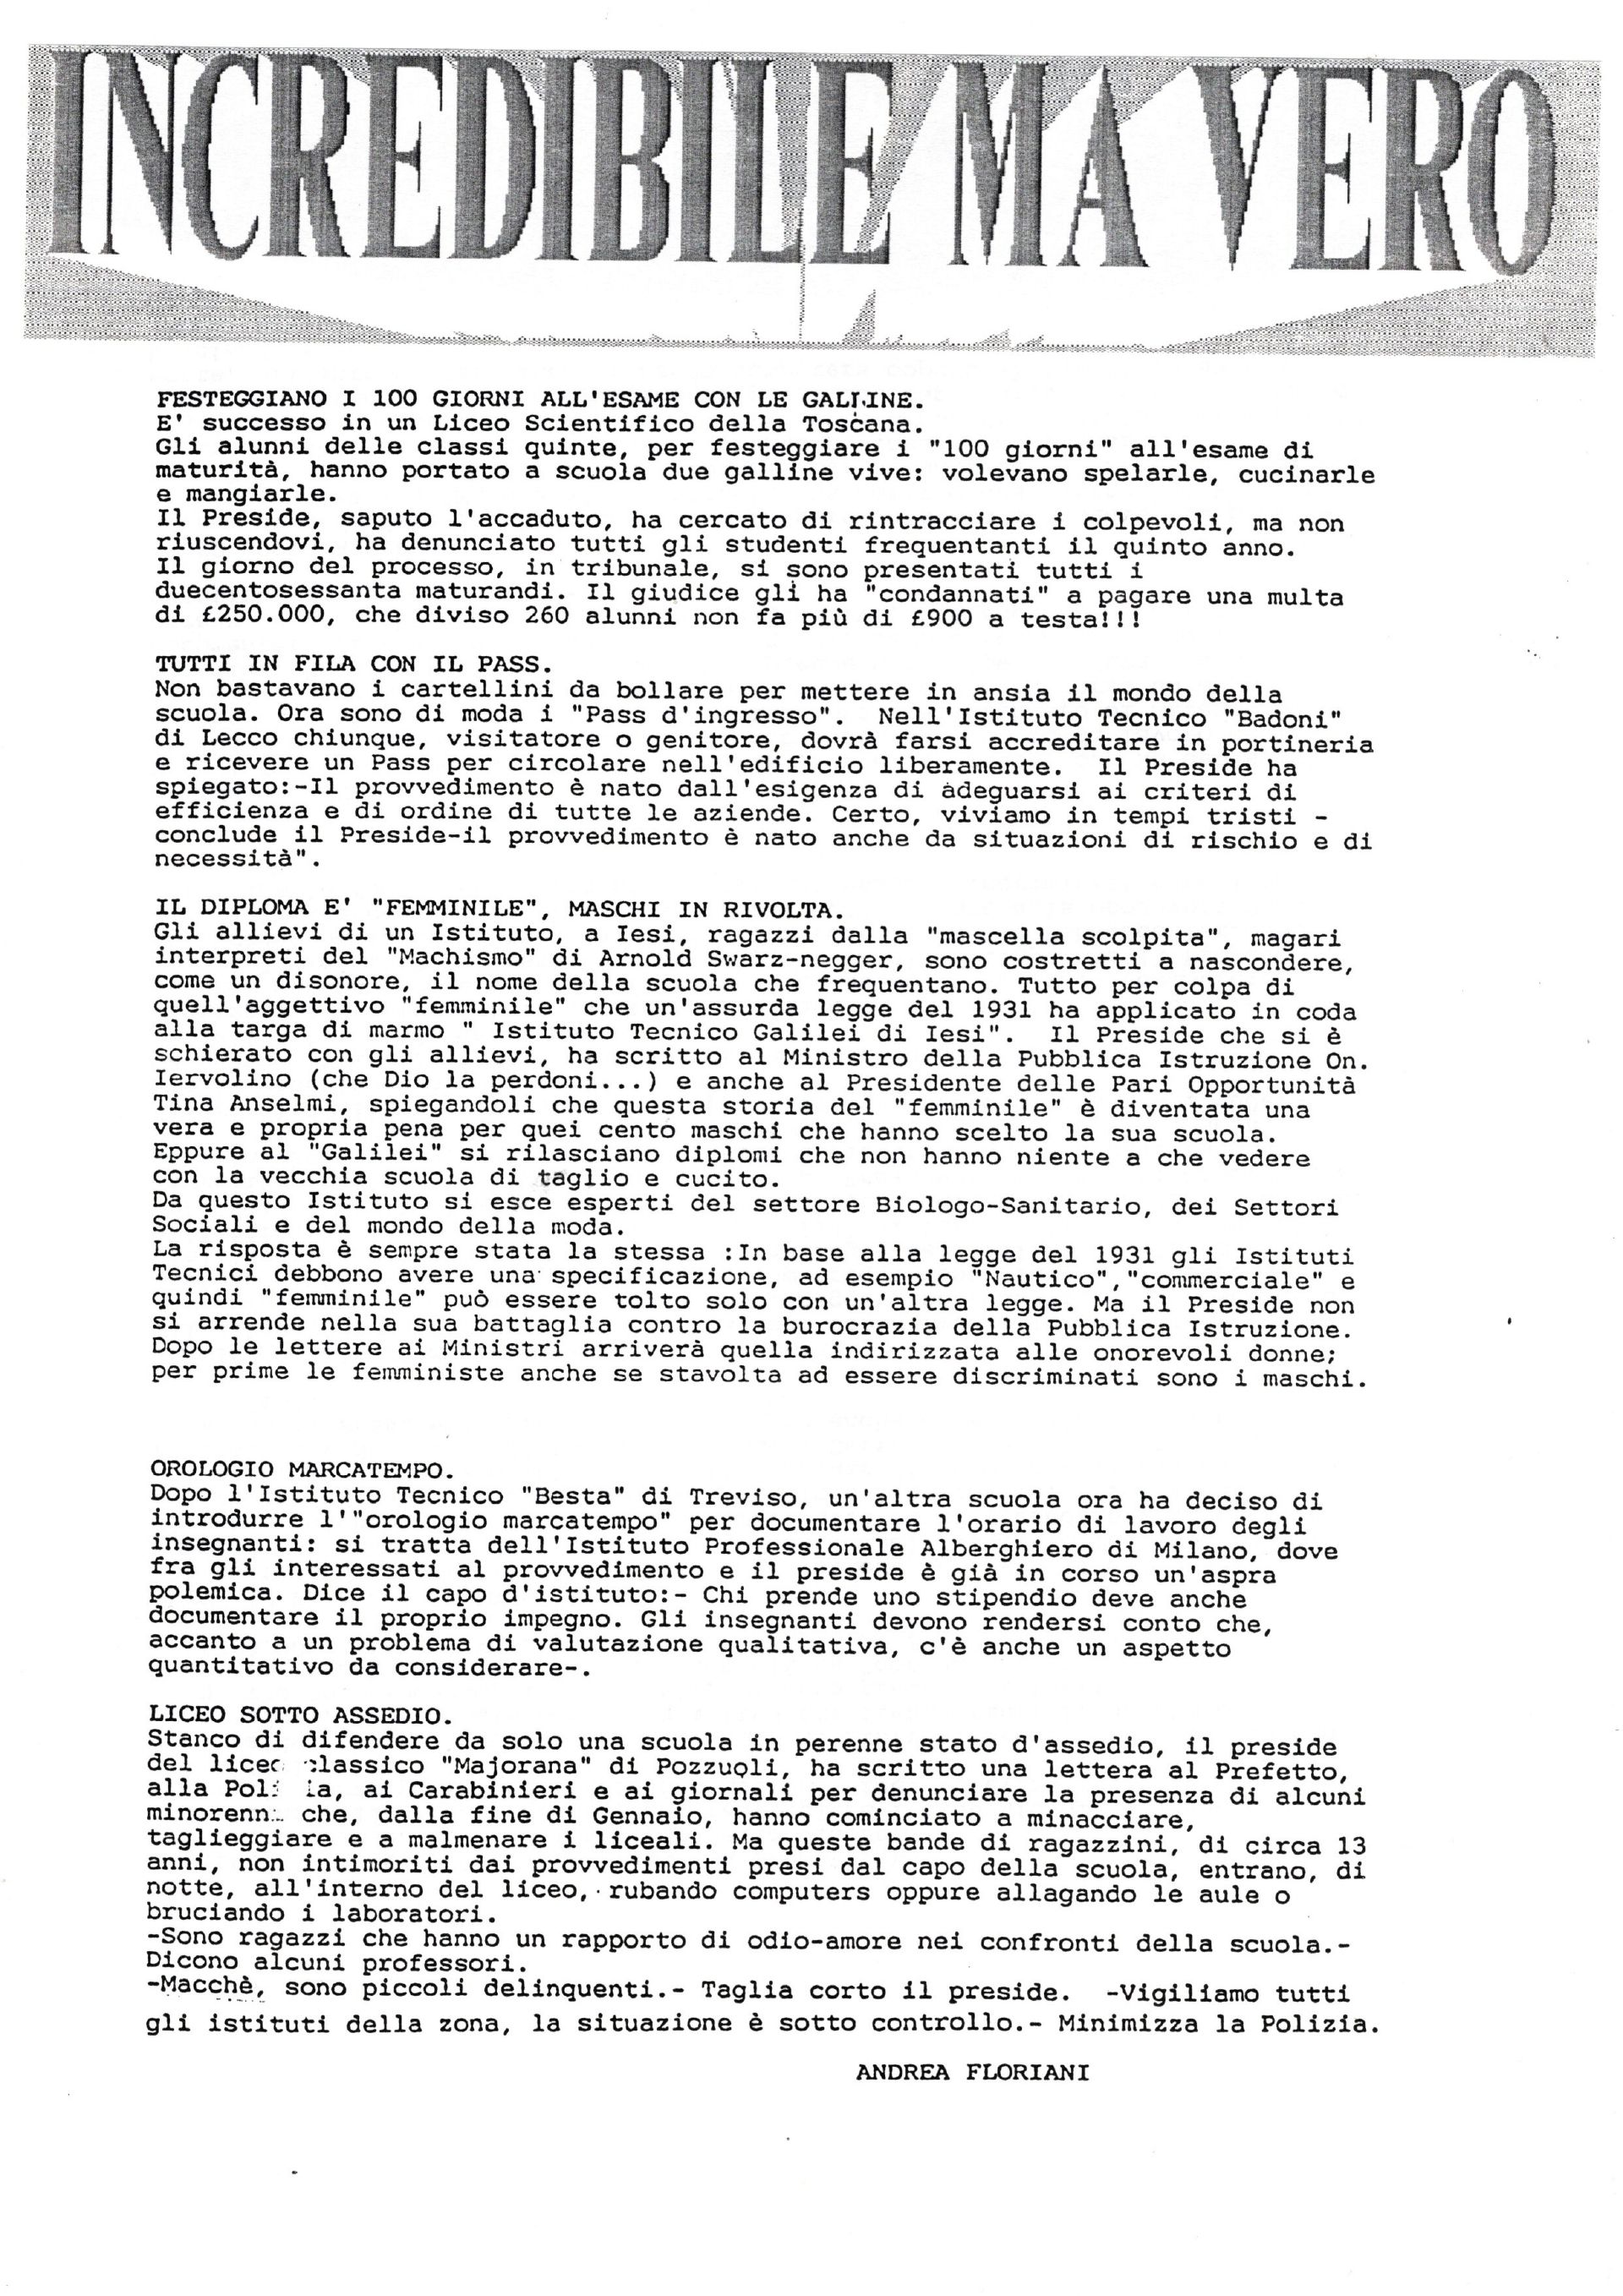 INCREDIBILE MA VERO
FESTEGGIANO I 100 GIORNI ALL'ESAME CON LE GALLINE.
E' successo in un Liceo Scientifico della Toscana.
Gli alunni delle classi quinte, per festeggiare i "100 giorni" all'esame di
maturità, hanno portato a scuola due galline vive: volevano spelarle, cucinarle
e mangiarle.
Il Preside, saputo l'accaduto, ha cercato di rintracciare i colpevoli, ma non
riuscendovi, ha denunciato tutti gli studenti frequentanti il quinto anno.
Il giorno del processo, in tribunale, si sono presentati tutti i
duecentosessanta maturandi. Il giudice gli ha "condannati" a pagare una multa
di £250.000, che diviso 260 alunni non fa più di £900 a testa!!!
TUTTI IN FILA CON IL PASS.
Non bastavano i cartellini da bollare per mettere in ansia il mondo della
scuola. Ora sono di moda i "Pass d'ingresso".  Nell'Istituto Tecnico "Badoni"
di Lecco chiunque, visitatore o genitore, dovrà farsi accreditare in portineria
e ricevere un Pass per circolare nell'edificio liberamente.  Il Preside ha
spiegato:-Il provvedimento è nato dall'esigenza di adeguarsi ai criteri di
efficienza e di ordine di tutte le aziende. Certo, viviamo in tempi tristi -
conclude il Preside-il provvedimento è nato anche da situazioni di rischio e di
necessità".
IL DIPLOMA E' "FEMMINILE", MASCHI IN RIVOLTA.
Gli allievi di un Istituto, a Iesi, ragazzi dalla "mascella scolpita", magari
interpreti del "Machismo" di Arnold Swarz-negger, sono costretti a nascondere,
come un disonore, il nome della scuola che frequentano. Tutto per colpa di
quell'aggettivo "femminile" che un'assurda legge del 1931 ha applicato in coda
alla targa di marmo " Istituto Tecnico Galilei di Iesi".  Il Preside che si è
schierato con gli allievi, ha scritto al Ministro della Pubblica Istruzione On.
Iervolino (che Dio la perdoni...) e anche al Presidente delle Pari Opportunità
Tina Anselmi, spiegandoli che questa storia del "femminile" è diventata una
vera e propria pena per quei cento maschi che hanno scelto la sua scuola.
Eppure al "Galilei" si rilasciano diplomi che non hanno niente a che vedere
con la vecchia scuola di taglio e cucito.
Da questo Istituto si esce esperti del settore Biologo-Sanitario, dei Settori
Sociali e del mondo della moda.
La risposta è sempre stata la stessa :In base alla legge del 1931 gli Istituti
Tecnici debbono avere una specificazione, ad esempio "Nautico","commerciale" e
quindi "femminile" può essere tolto solo con un'altra legge. Ma il Preside non
si arrende nella sua battaglia contro la burocrazia della Pubblica Istruzione.
Dopo le lettere ai Ministri arriverà quella indirizzata alle onorevoli donne;
per prime le femministe anche se stavolta ad essere discriminati sono i maschi.
OROLOGIO MARCATEMPO.
Dopo l'Istituto Tecnico "Besta" di Treviso, un'altra scuola ora ha deciso di
introdurre l'"orologio marcatempo" per documentare l'orario di lavoro degli
insegnanti: si tratta dell'Istituto Professionale Alberghiero di Milano, dove
fra gli interessati al provvedimento e il preside è già in corso un'aspra
polemica. Dice il capo d'istituto:- Chi prende uno stipendio deve anche
documentare il proprio impegno. Gli insegnanti devono rendersi conto che,
accanto a un problema di valutazione qualitativa, c'è anche un aspetto
quantitativo da considerare-.
LICEO SOTTO ASSEDIO.
Stanco di difendere da solo una scuola in perenne stato d'assedio, il preside
del liceo classico "Majorana" di Pozzuoli, ha scritto una lettera al Prefetto,
alla Polizia, ai Carabinieri e ai giornali per denunciare la presenza di alcuni
minorenni che, dalla fine di Gennaio, hanno cominciato a minacciare,
taglieggiare e a malmenare i liceali. Ma queste bande di ragazzini, di circa 13
anni, non intimoriti dai provvedimenti presi dal capo della scuola, entrano, di
notte, all'interno del liceo, rubando computers oppure allagando le aule o
bruciando i laboratori.
-Sono ragazzi che hanno un rapporto di odio-amore nei confronti della scuola.-
Dicono alcuni professori.
-Macchè, sono piccoli delinquenti.- Taglia corto il preside.  -Vigiliamo tutti
gli istituti della zona, la situazione è sotto controllo.- Minimizza la Polizia.
ANDREA FLORIANI